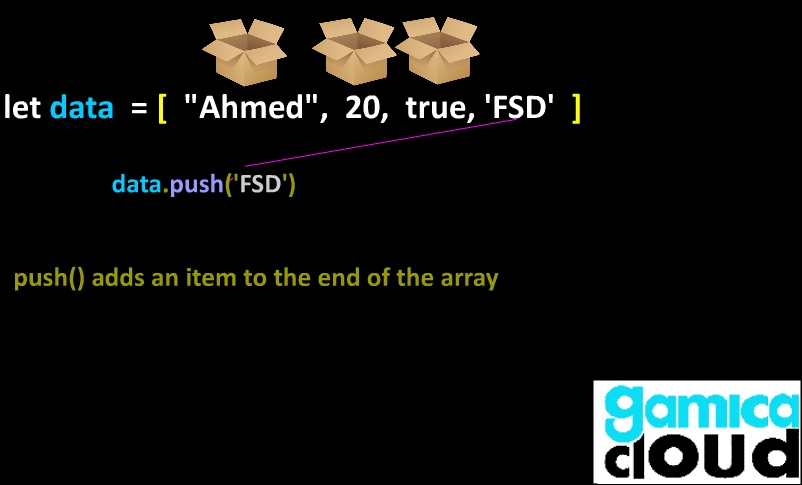 let data = [ "Ahmed", 20, true, 'FSD' ]
data.push('FSD')
push() adds an item to the end of the array
gamica
cloud